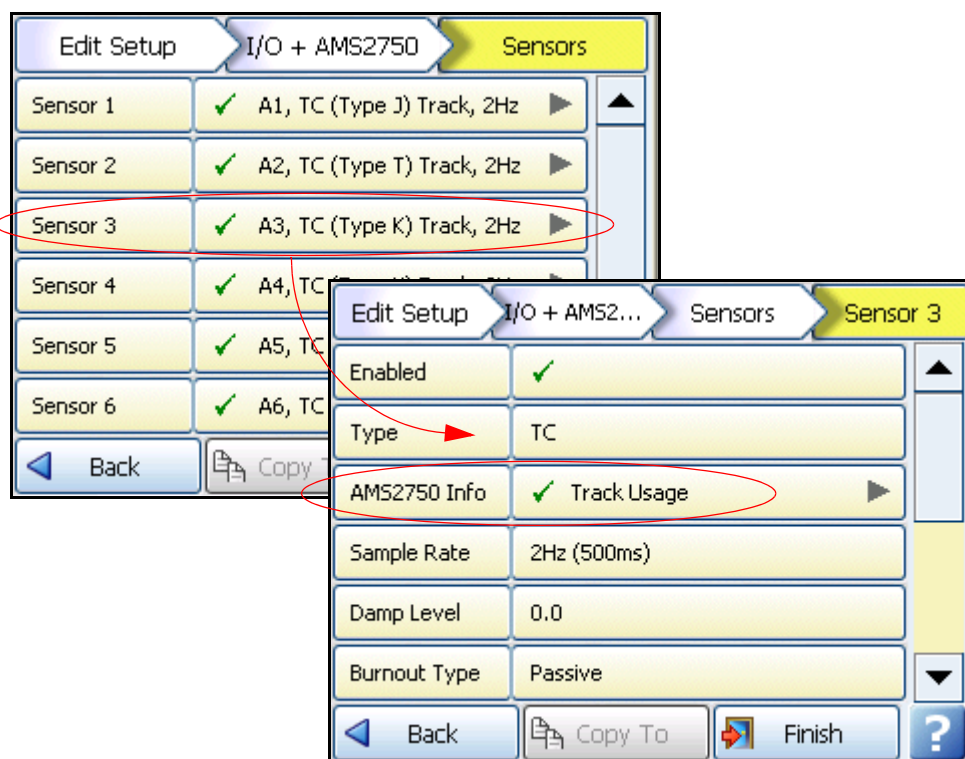 Edit Setup I/O + AMS2750 Sensors
Sensor 1 A1, TC (Type J) Track, 2Hz
Sensor 2 A2, TC (Type T) Track, 2Hz
Sensor 3 A3, TC (Type K) Track, 2Hz
Sensor 4 A4, TC
Sensor 5 A5, TC
Sensor 6 A6, TC
Back Copy
Edit Setup I/O + AMS2... Sensors Sensor 3
Enabled
Type TC
AMS2750 Info Track Usage
Sample Rate 2Hz (500ms)
Damp Level 0.0
Burnout Type Passive
Back Copy To Finish ?